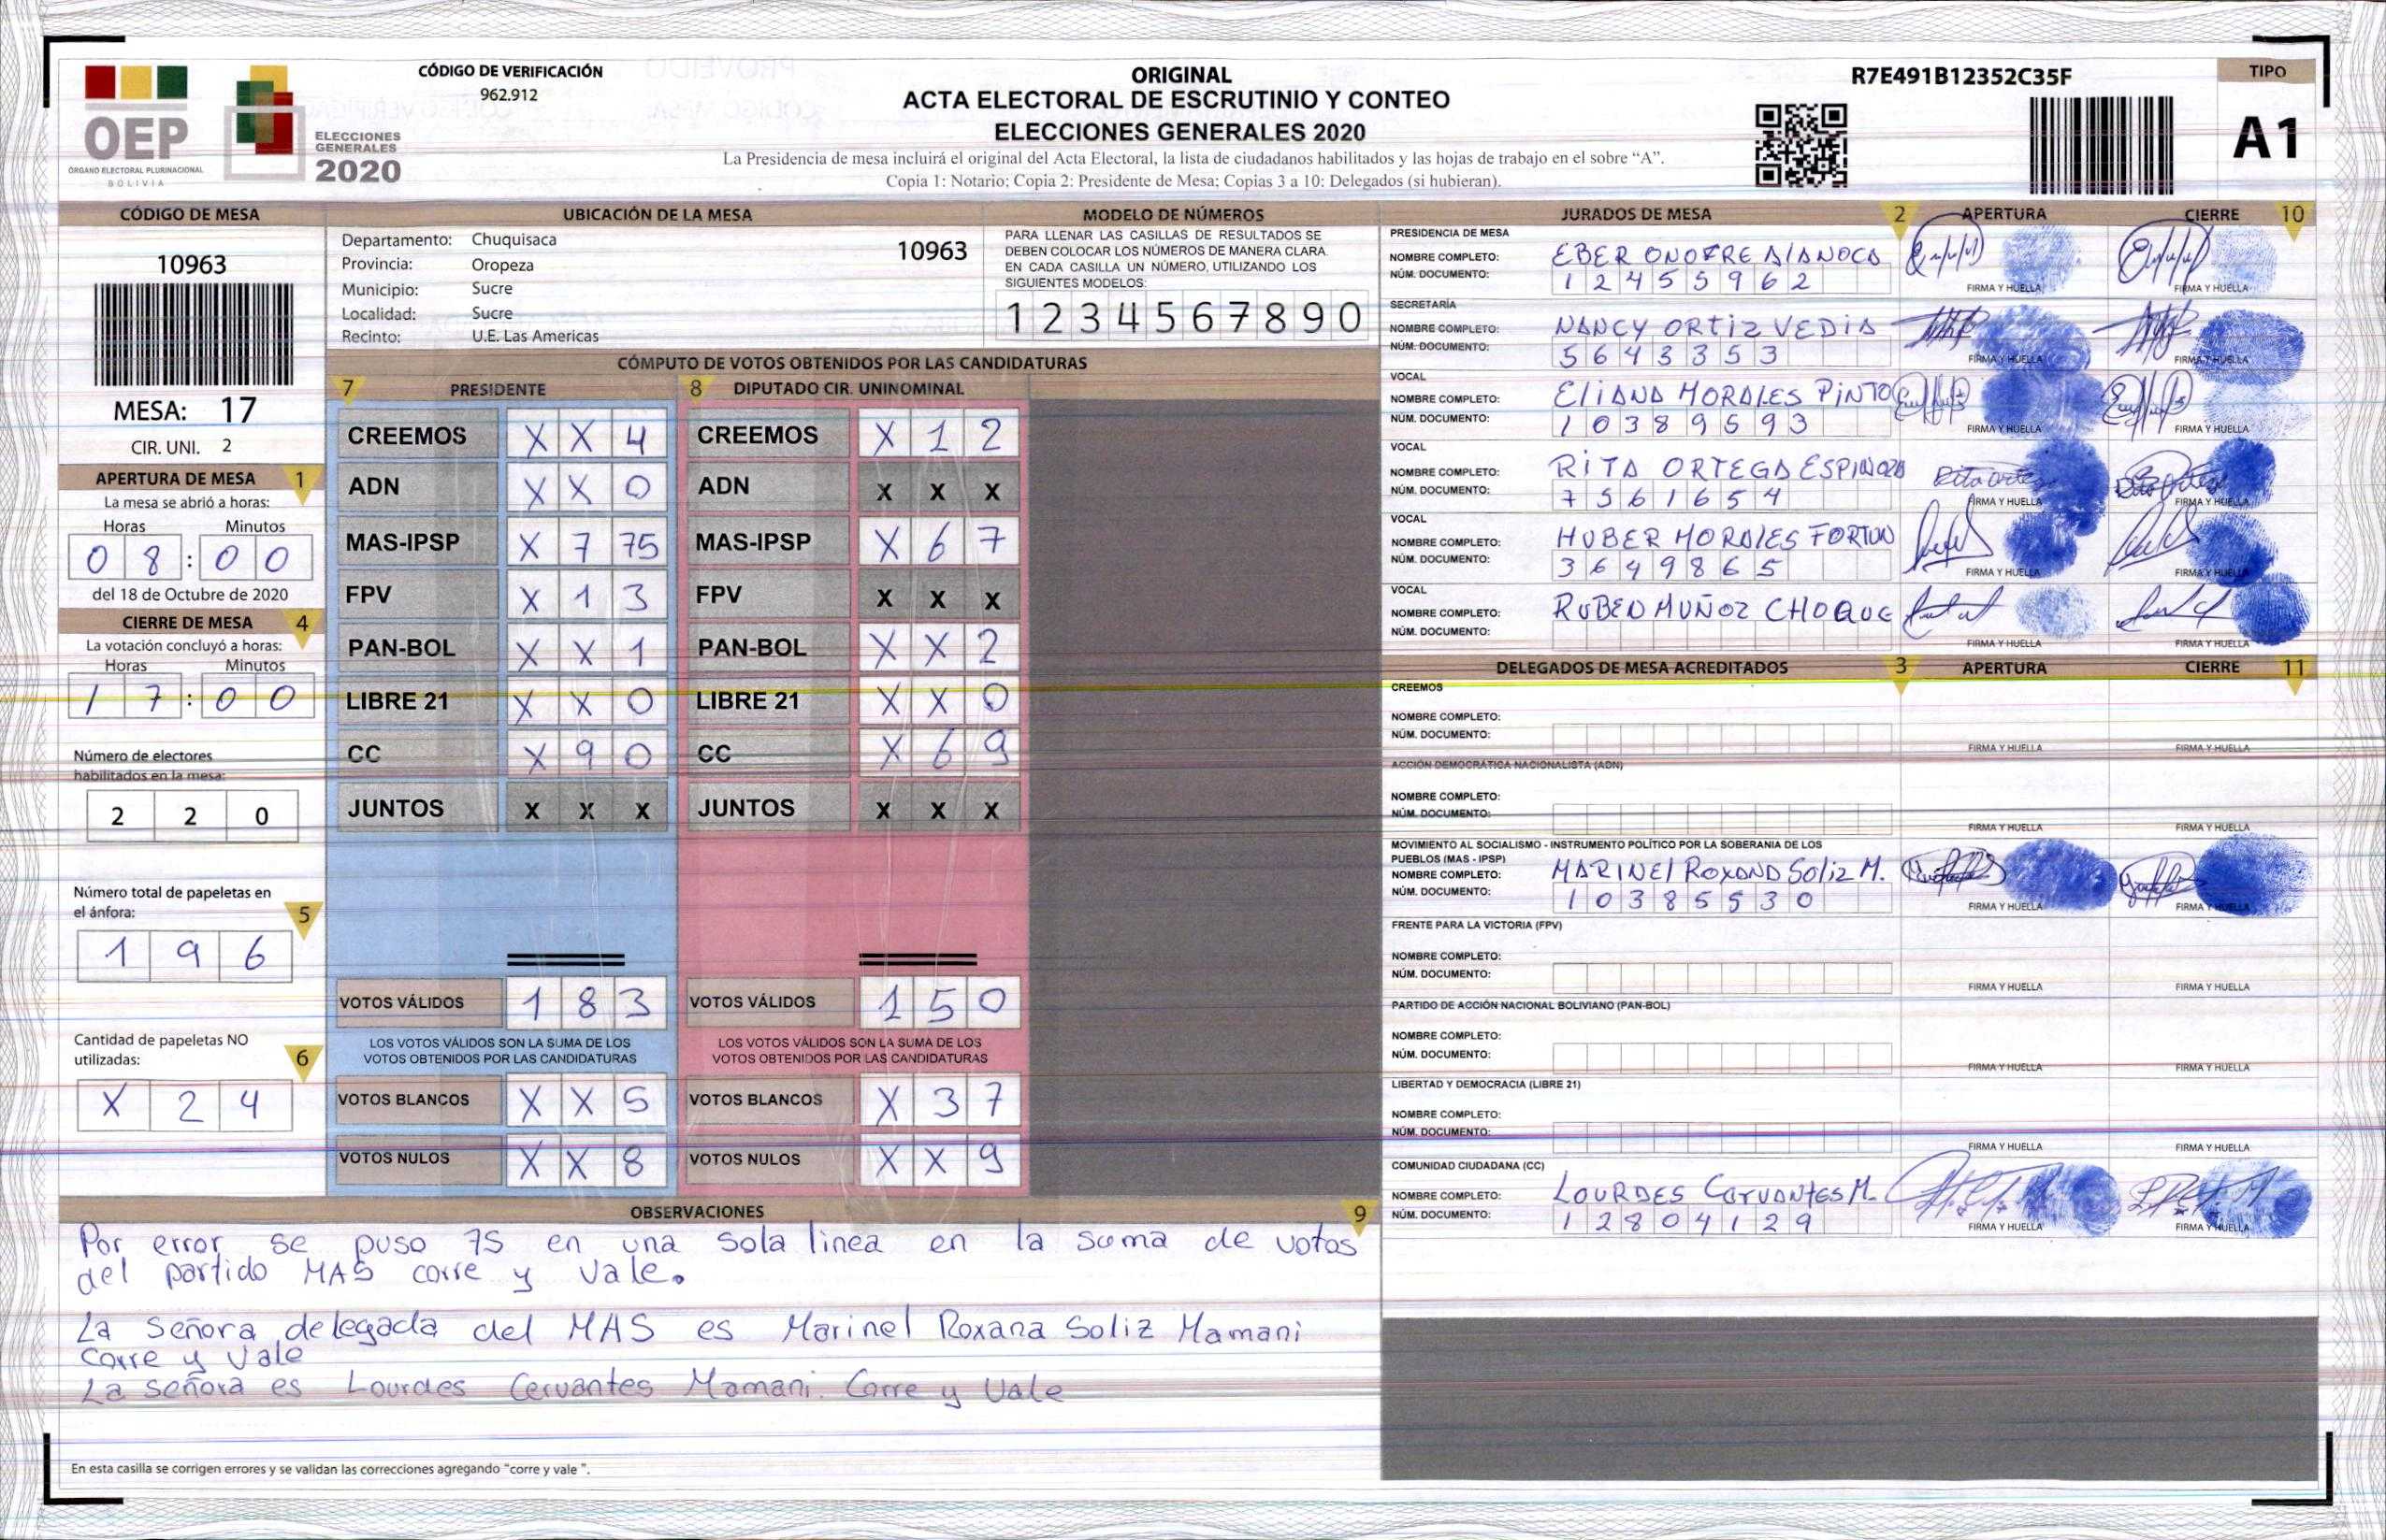 CÓDIGO DE VERIFICACIÓN
962.912
OEP
ÓRGANO ELECTORAL PLURINACIONAL
BOLIVIA
ELECCIONES
GENERALES
2020
ORIGINAL
ACTA ELECTORAL DE ESCRUTINIO Y CONTEO
ELECCIONES GENERALES 2020
La Presidencia de mesa incluirá el original del Acta Electoral, la lista de ciudadanos habilitados y las hojas de trabajo en el sobre “A”.
Copia 1: Notario; Copia 2: Presidente de Mesa; Copias 3 a 10: Delegados (si hubieran).
R7E491B12352C35F
TIPO
A1
CÓDIGO DE MESA
10963
MESA: 17
CIR. UNI. 2
APERTURA DE MESA 1
La mesa se abrió a horas:
Horas Minutos
0 8 : 0 0
del 18 de Octubre de 2020
CIERRE DE MESA 4
La votación concluyó a horas:
Horas Minutos
1 7 : 0 0
Número de electores
habilitados en la mesa:
2 2 0
Número total de papeletas en
el ánfora: 5
1 9 6
Cantidad de papeletas NO
utilizadas: 6
X 2 4
UBICACIÓN DE LA MESA
Departamento: Chuquisaca 10963
Provincia: Oropeza
Municipio: Sucre
Localidad: Sucre
Recinto: U.E. Las Americas
MODELO DE NÚMEROS
PARA LLENAR LAS CASILLAS DE RESULTADOS SE
DEBEN COLOCAR LOS NÚMEROS DE MANERA CLARA.
EN CADA CASILLA UN NÚMERO, UTILIZANDO LOS
SIGUIENTES MODELOS:
1 2 3 4 5 6 7 8 9 0
CÓMPUTO DE VOTOS OBTENIDOS POR LAS CANDIDATURAS
7 PRESIDENTE 8 DIPUTADO CIR. UNINOMINAL
CREEMOS X X 4 CREEMOS X 1 2
ADN X X 0 ADN X X X
MAS-IPSP X 7 75 MAS-IPSP X 6 7
FPV X 1 3 FPV X X X
PAN-BOL X X 1 PAN-BOL X X 2
LIBRE 21 X X 0 LIBRE 21 X X 0
CC X 9 0 CC X 6 9
JUNTOS X X X JUNTOS X X X
VOTOS VÁLIDOS 1 8 3 VOTOS VÁLIDOS 1 5 0
LOS VOTOS VÁLIDOS SON LA SUMA DE LOS LOS VOTOS VÁLIDOS SON LA SUMA DE LOS
VOTOS OBTENIDOS POR LAS CANDIDATURAS VOTOS OBTENIDOS POR LAS CANDIDATURAS
VOTOS BLANCOS X X 5 VOTOS BLANCOS X 3 7
VOTOS NULOS X X 8 VOTOS NULOS X X 9
OBSERVACIONES 9
Por error se puso 75 en una sola linea en la suma de votos
del partido MAS corre y vale.
La Señora delegada del MAS es Marinel Roxana Soliz Mamani
Corre y Vale
La señora es Lourdes Cervantes Mamani. Corre y Vale
En esta casilla se corrigen errores y se validan las correcciones agregando “corre y vale ”.
JURADOS DE MESA 2 APERTURA CIERRE 10
PRESIDENCIA DE MESA
NOMBRE COMPLETO: EBER ONOFRE
NÚM. DOCUMENTO: 1 2 4 5 5 9 6 2
FIRMA Y HUELLA FIRMA Y HUELLA
SECRETARÍA
NOMBRE COMPLETO: NANCY ORTIZ VEDIA
NÚM. DOCUMENTO: 5 6 4 3 3 5 3
FIRMA Y HUELLA FIRMA Y HUELLA
VOCAL
NOMBRE COMPLETO: ELIANA MORALES PINTO
NÚM. DOCUMENTO: 1 0 3 8 9 5 9 3
FIRMA Y HUELLA FIRMA Y HUELLA
VOCAL
NOMBRE COMPLETO: RITA ORTEGA ESPINOZA
NÚM. DOCUMENTO: 7 5 6 1 6 5 4
FIRMA Y HUELLA FIRMA Y HUELLA
VOCAL
NOMBRE COMPLETO: HUBER MORALES FORTUN
NÚM. DOCUMENTO: 3 6 4 9 8 6 5
FIRMA Y HUELLA FIRMA Y HUELLA
VOCAL
NOMBRE COMPLETO: RUBEN MUÑOZ CHOQUE
NÚM. DOCUMENTO:
FIRMA Y HUELLA FIRMA Y HUELLA
DELEGADOS DE MESA ACREDITADOS 3 APERTURA CIERRE 11
CREEMOS
NOMBRE COMPLETO:
NÚM. DOCUMENTO:
FIRMA Y HUELLA FIRMA Y HUELLA
ACCIÓN DEMOCRÁTICA NACIONALISTA (ADN)
NOMBRE COMPLETO:
NÚM. DOCUMENTO:
FIRMA Y HUELLA FIRMA Y HUELLA
MOVIMIENTO AL SOCIALISMO - INSTRUMENTO POLÍTICO POR LA SOBERANIA DE LOS
PUEBLOS (MAS - IPSP)
NOMBRE COMPLETO: MARINEL ROXANA Soliz M.
NÚM. DOCUMENTO: 1 0 3 8 5 5 3 0
FIRMA Y HUELLA FIRMA Y HUELLA
FRENTE PARA LA VICTORIA (FPV)
NOMBRE COMPLETO:
NÚM. DOCUMENTO:
FIRMA Y HUELLA FIRMA Y HUELLA
PARTIDO DE ACCIÓN NACIONAL BOLIVIANO (PAN-BOL)
NOMBRE COMPLETO:
NÚM. DOCUMENTO:
FIRMA Y HUELLA FIRMA Y HUELLA
LIBERTAD Y DEMOCRACIA (LIBRE 21)
NOMBRE COMPLETO:
NÚM. DOCUMENTO:
FIRMA Y HUELLA FIRMA Y HUELLA
COMUNIDAD CIUDADANA (CC)
NOMBRE COMPLETO: LOURDES CERVANTES M.
NÚM. DOCUMENTO: 1 2 8 0 4 1 2 9
FIRMA Y HUELLA FIRMA Y HUELLA